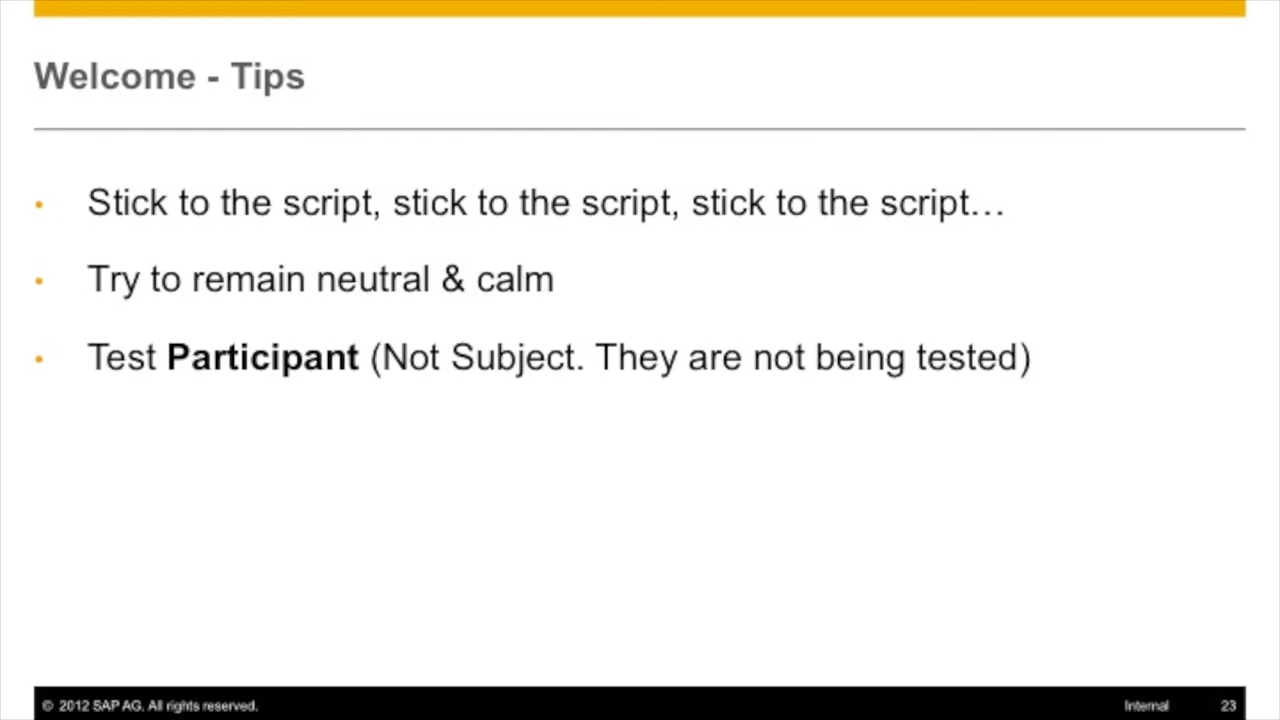 Welcome - Tips
• Stick to the script, stick to the script, stick to the script…
• Try to remain neutral & calm
• Test Participant (Not Subject. They are not being tested)
© 2012 SAP AG. All rights reserved.
Internal
23